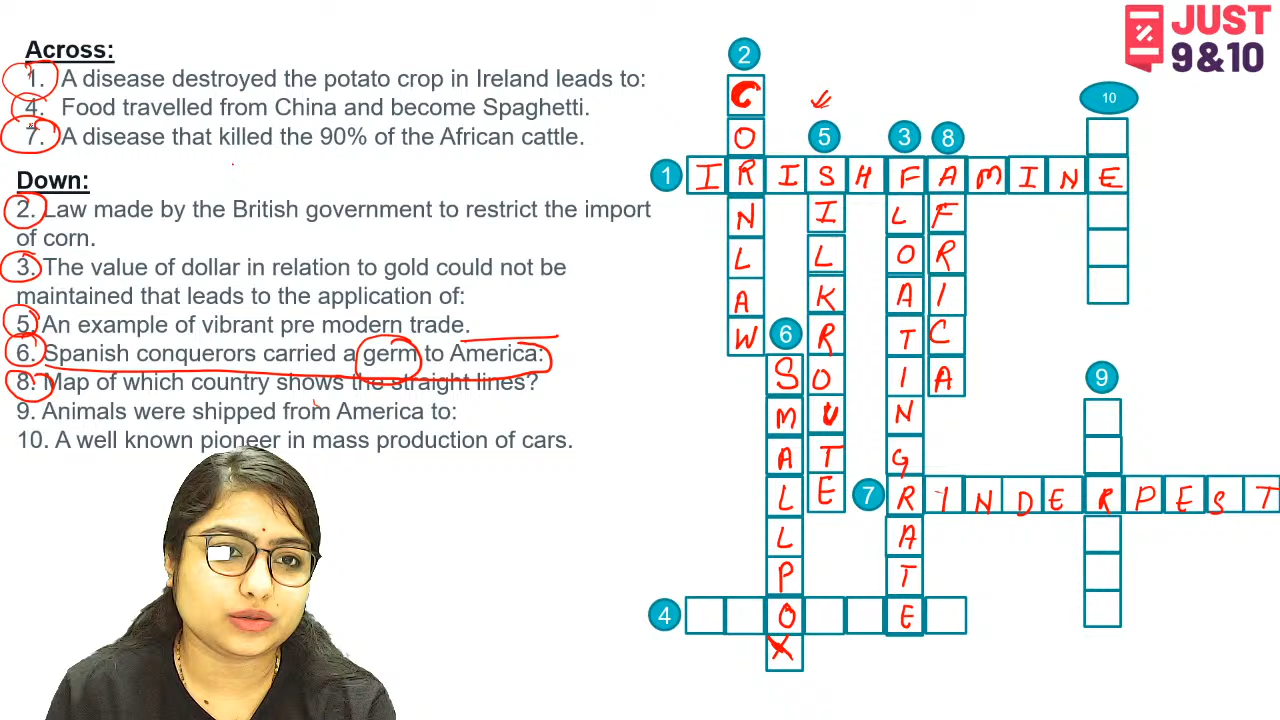 JUST
9&10
Across:
1. A disease destroyed the potato crop in Ireland leads to:
4. Food travelled from China and become Spaghetti.
7. A disease that killed the 90% of the African cattle.
Down:
2. Law made by the British government to restrict the import
of corn.
3. The value of dollar in relation to gold could not be
maintained that leads to the application of:
5. An example of vibrant pre modern trade.
6. Spanish conquerors carried a germ to America:
8. Map of which country shows the straight lines?
9. Animals were shipped from America to:
10. A well known pioneer in mass production of cars.
2
CORNLAW
10
5
SILKROUTE
3
FLOATINGRATE
8
AFRICA
1
IRISHFAMINE
6
SMALLPOX
9
7
RINDERPEST
4